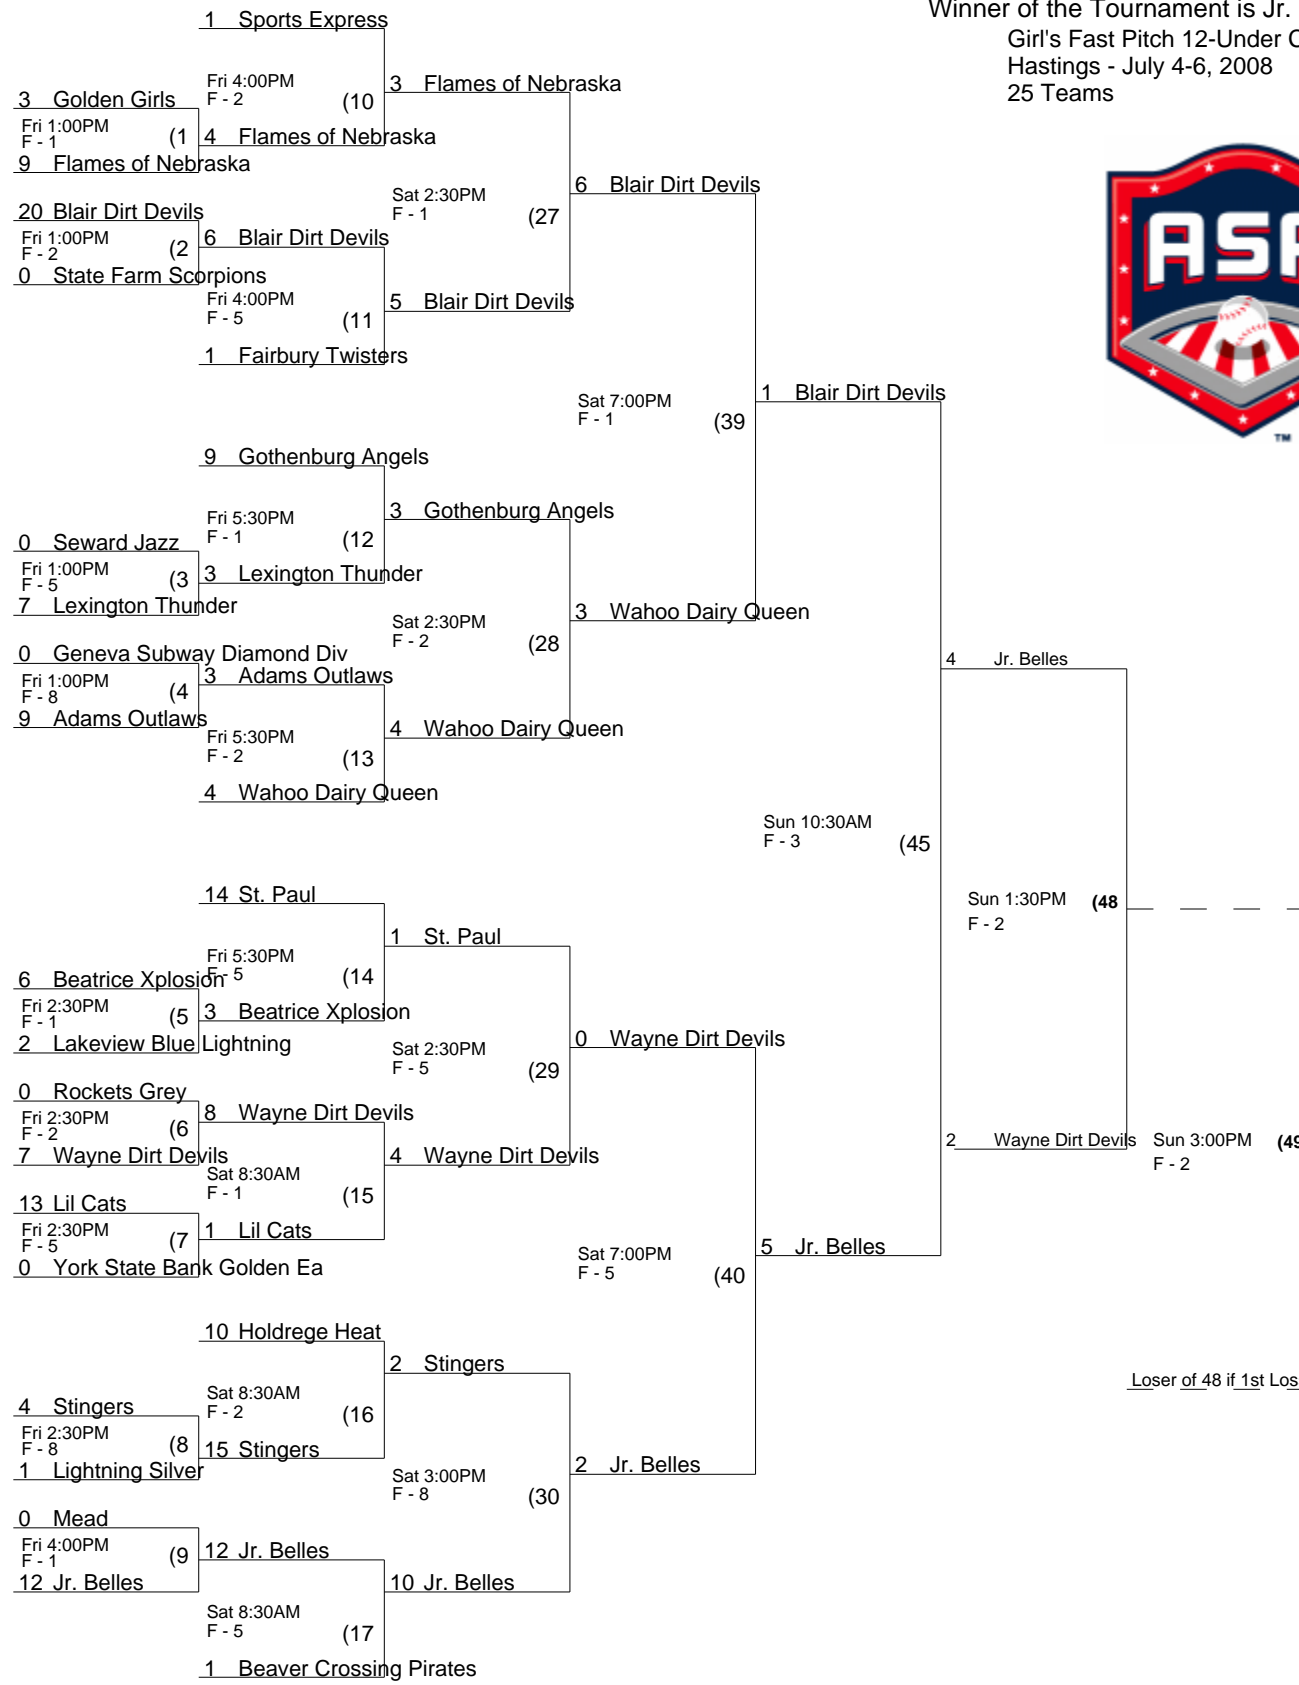 Winner of the Tournament is Jr.
Girl's Fast Pitch 12-Under
Hastings - July 4-6, 2008
25 Teams
ASA
TM
1 Sports Express
Fri 4:00PM
F - 2 (10
3 Golden Girls
Fri 1:00PM
F - 1 (1
9 Flames of Nebraska
4 Flames of Nebraska
3 Flames of Nebraska
20 Blair Dirt Devils
Fri 1:00PM
F - 2 (2
0 State Farm Scorpions
6 Blair Dirt Devils
Fri 4:00PM
F - 5 (11
1 Fairbury Twisters
5 Blair Dirt Devils
Sat 2:30PM
F - 1 (27
6 Blair Dirt Devils
9 Gothenburg Angels
Fri 5:30PM
F - 1 (12
0 Seward Jazz
Fri 1:00PM
F - 5 (3
7 Lexington Thunder
3 Lexington Thunder
3 Gothenburg Angels
0 Geneva Subway Diamond Div
Fri 1:00PM
F - 8 (4
9 Adams Outlaws
3 Adams Outlaws
Fri 5:30PM
F - 2 (13
4 Wahoo Dairy Queen
4 Wahoo Dairy Queen
Sat 2:30PM
F - 2 (28
3 Wahoo Dairy Queen
Sat 7:00PM
F - 1 (39
1 Blair Dirt Devils
14 St. Paul
Fri 5:30PM
F - 5 (14
6 Beatrice Xplosion
Fri 2:30PM
F - 1 (5
2 Lakeview Blue Lightning
3 Beatrice Xplosion
1 St. Paul
0 Rockets Grey
Fri 2:30PM
F - 2 (6
7 Wayne Dirt Devils
8 Wayne Dirt Devils
Sat 8:30AM
F - 1 (15
13 Lil Cats
Fri 2:30PM
F - 5 (7
0 York State Bank Golden Ea
1 Lil Cats
4 Wayne Dirt Devils
Sat 2:30PM
F - 5 (29
0 Wayne Dirt Devils
10 Holdrege Heat
Sat 8:30AM
F - 2 (16
4 Stingers
Fri 2:30PM
F - 8 (8
1 Lightning Silver
15 Stingers
2 Stingers
0 Mead
Fri 4:00PM
F - 1 (9
12 Jr. Belles
12 Jr. Belles
Sat 8:30AM
F - 5 (17
1 Beaver Crossing Pirates
10 Jr. Belles
Sat 3:00PM
F - 8 (30
2 Jr. Belles
Sat 7:00PM
F - 5 (40
5 Jr. Belles
Sun 10:30AM
F - 3 (45
4 Jr. Belles
Sun 1:30PM (48
F - 2
2 Wayne Dirt Devils
Sun 3:00PM (49
F - 2
Loser of 48 if 1st Los